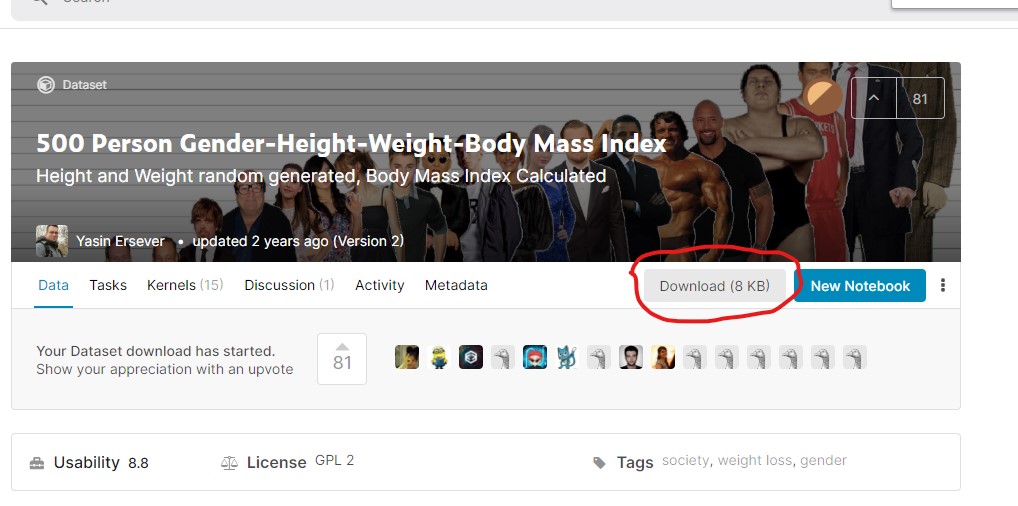 Search
Dataset
81
500 Person Gender-Height-Weight-Body Mass Index
Height and Weight random generated, Body Mass Index Calculated
Yasin Ersever • updated 2 years ago (Version 2)
Data Tasks Kernels (15) Discussion (1) Activity Metadata Download (8 KB) New Notebook
Your Dataset download has started.
Show your appreciation with an upvote
81
Usability 8.8 License GPL 2 Tags society, weight loss, gender